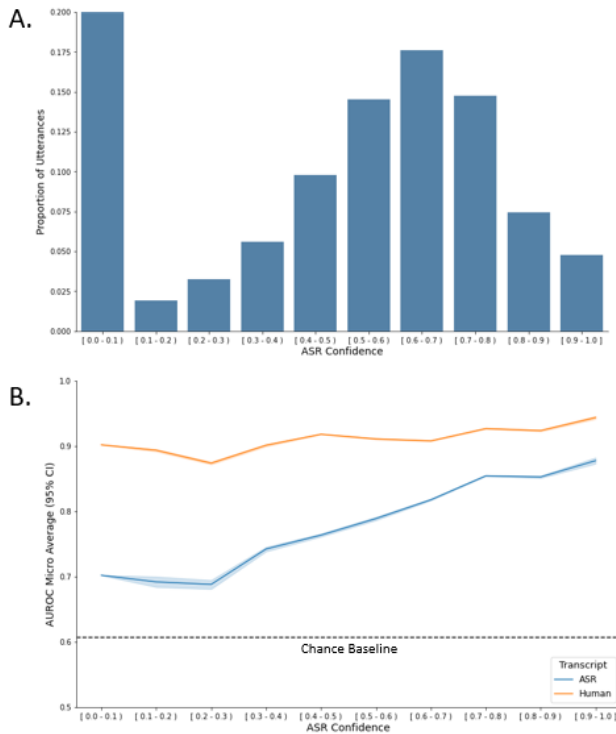 A.
0.200
0.175
0.150
0.125
0.100
0.075
0.050
0.025
0.000
Proportion of Utterances
[ 0.0 - 0.1 ) [ 0.1 - 0.2 ) [ 0.2 - 0.3 ) [ 0.3 - 0.4 ) [ 0.4 - 0.5 ) [ 0.5 - 0.6 ) [ 0.6 - 0.7 ) [ 0.7 - 0.8 ) [ 0.8 - 0.9 ) [ 0.9 - 1.0 ]
ASR Confidence
B.
1.0
0.9
0.8
0.7
0.6
0.5
AUROC Micro Average (95% CI)
Chance Baseline
Transcript
ASR
Human
[ 0.0 - 0.1 ) [ 0.1 - 0.2 ) [ 0.2 - 0.3 ) [ 0.3 - 0.4 ) [ 0.4 - 0.5 ) [ 0.5 - 0.6 ) [ 0.6 - 0.7 ) [ 0.7 - 0.8 ) [ 0.8 - 0.9 ) [ 0.9 - 1.0 ]
ASR Confidence